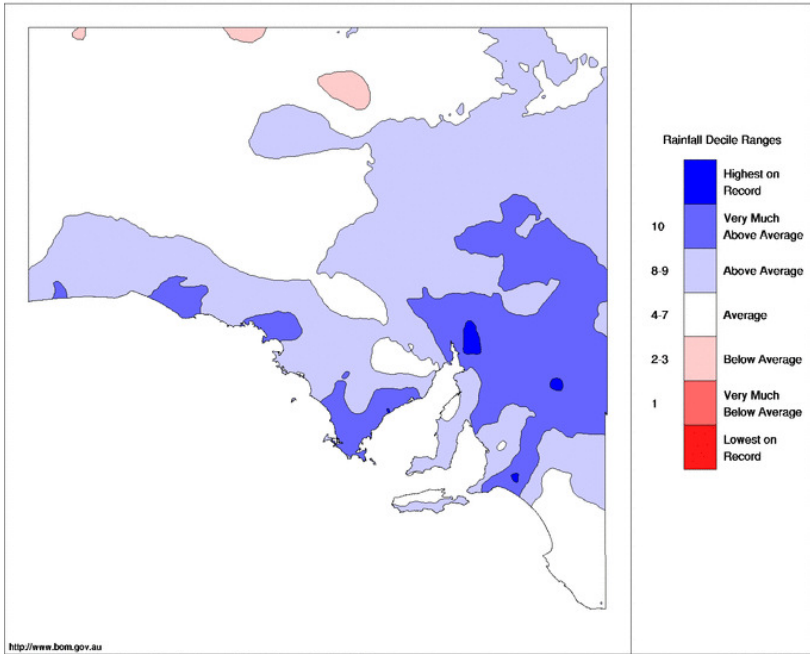 Rainfall Decile Ranges
Highest on
Record
10
Very Much
Above Average
8-9
Above Average
4-7
Average
2-3
Below Average
1
Very Much
Below Average
Lowest on
Record
http://www.bom.gov.au